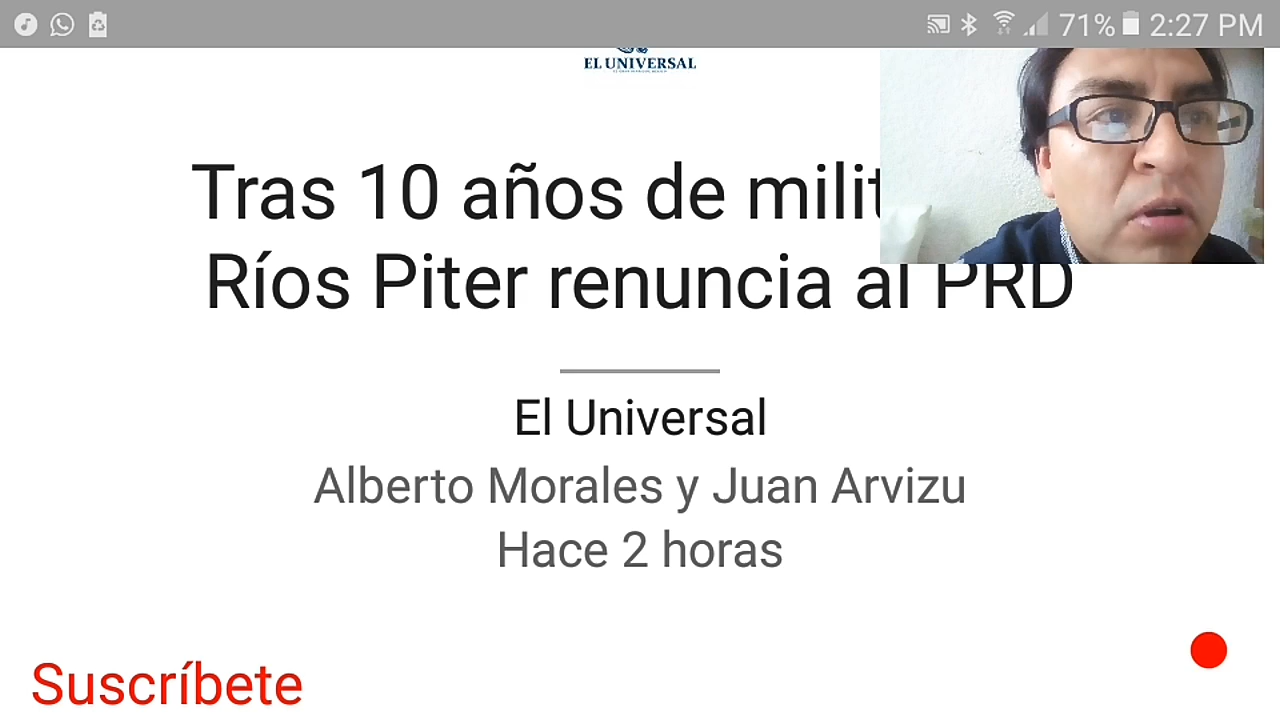 71% 2:27 PM
EL UNIVERSAL
Tras 10 años de milit
Ríos Piter renuncia al PRD
El Universal
Alberto Morales y Juan Arvizu
Hace 2 horas
Suscríbete